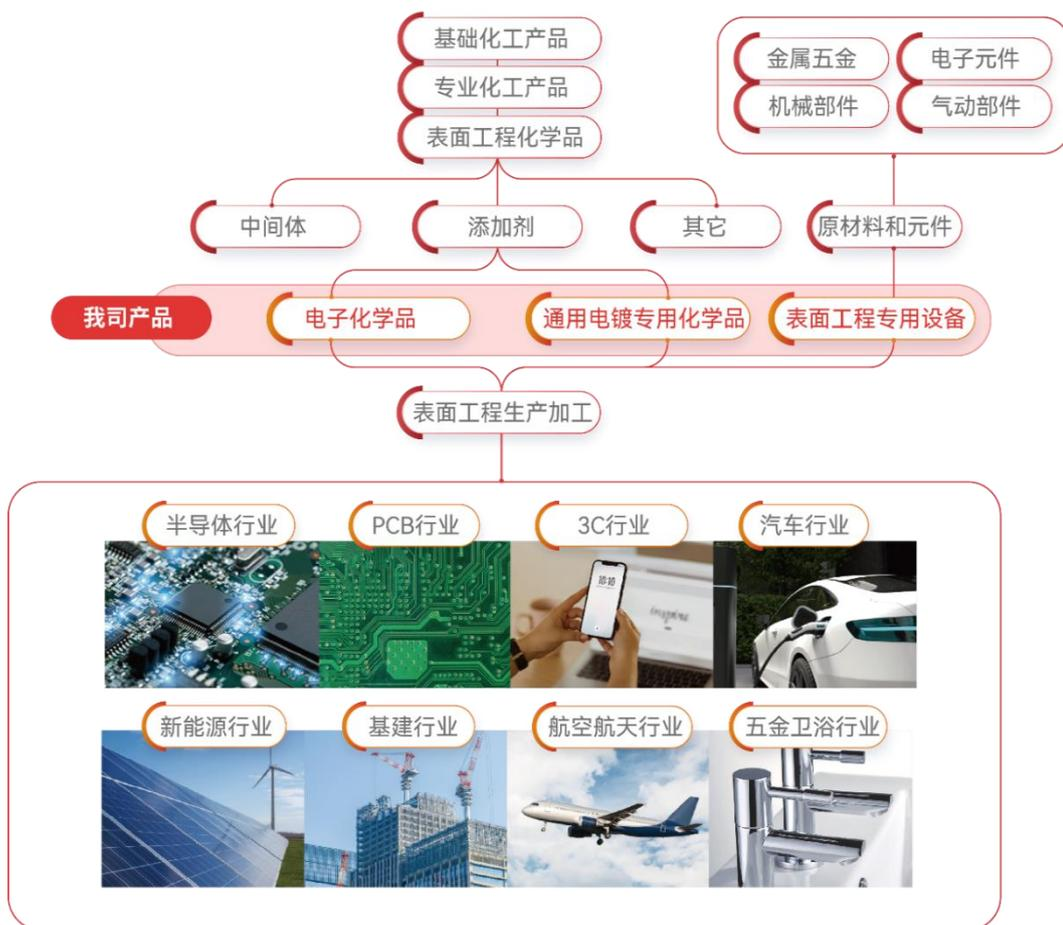 基础化工产品
专业化工产品
表面工程化学品
金属五金
电子元件
机械部件
气动部件
中间体
添加剂
其它
原材料和元件
我司产品
电子化学品
通用电镀专用化学品
表面工程专用设备
表面工程生产加工
半导体行业
PCB行业
3C行业
汽车行业
新能源行业
基建行业
航空航天行业
五金卫浴行业